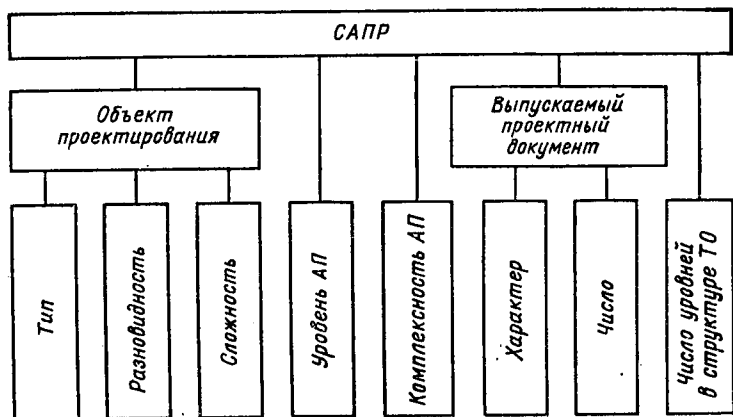 САПР
Объект
проектирования
Выпускаемый
проектный
документ
Тип
Разновидность
Сложность
Уровень АП
Комплексность АП
Характер
Число
Число уровней
в структуре ТО